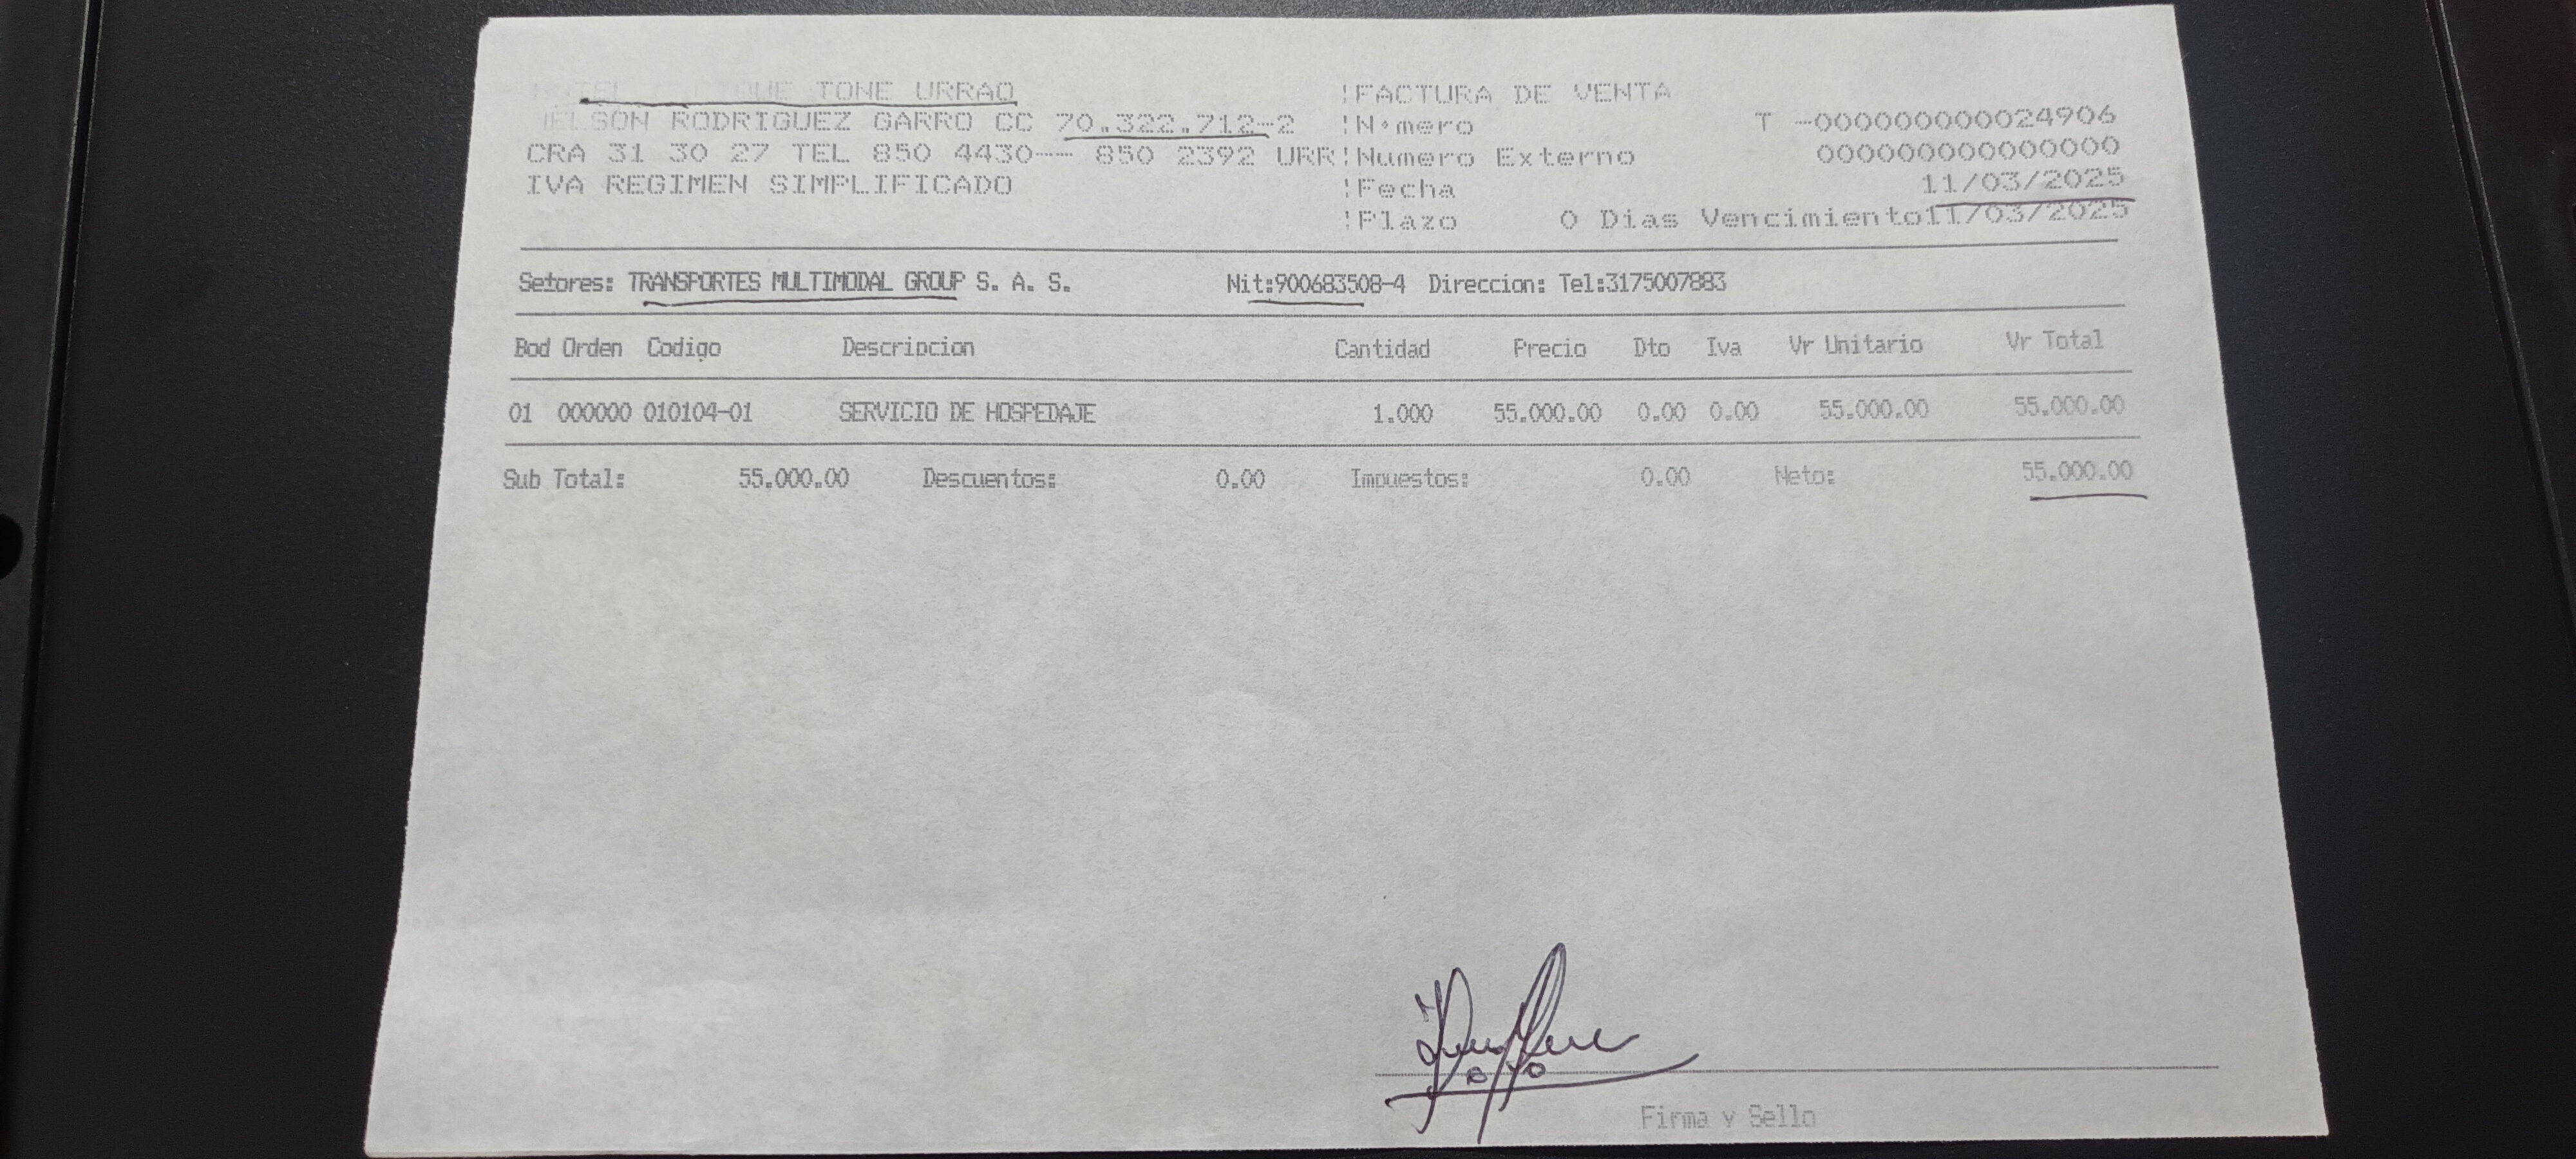 TONE URRAO
NELSON RODRIGUEZ GARRO CC 70.322.712-2
CRA 31 30 27 TEL 850 4430-- 850 2392 URR
IVA REGIMEN SIMPLIFICADO
!FACTURA DE VENTA
!N·mero T -000000000024906
!Numero Externo 000000000000000
!Fecha 11/03/2025
!Plazo 0 Dias Vencimiento11/03/2025
Setores: TRANSPORTES MULTIMODAL GROUP S. A. S. Nit:900683508-4 Direccion: Tel:3175007883
Bod Orden Codigo Descripcion Cantidad Precio Dto Iva Vr Unitario Vr Total
01 000000 010104-01 SERVICIO DE HOSPEDAJE 1.000 55.000.00 0.00 0.00 55.000.00 55.000.00
Sub Total: 55.000.00 Descuentos: 0.00 Impuestos: 0.00 Neto: 55.000.00
Firma y Sello